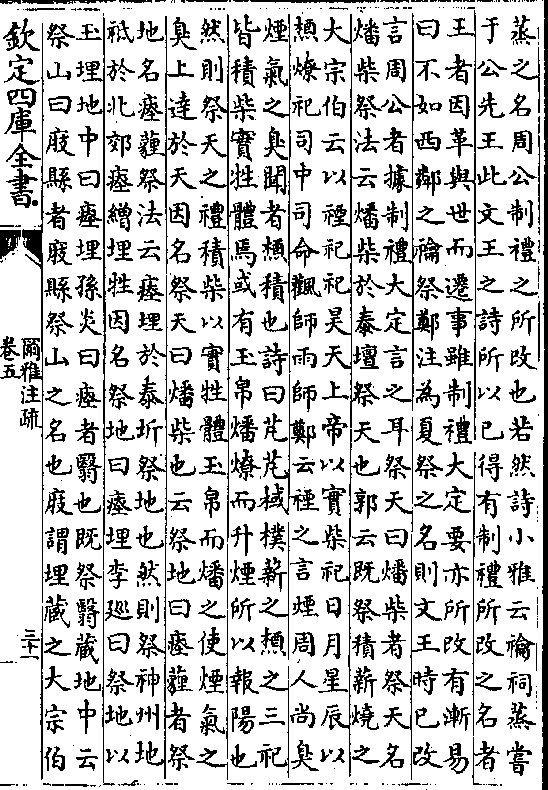 蒸之名周公制禮之所改也若然詩小雅云禴祠蒸嘗
于公先王此文王之詩所以已得有制禮所改之名者
王者因革與世而遷事雖制禮大定要亦所改有漸易
曰不如西鄰之禴祭鄭注為夏祭之名則文王時已改
言周公者據制禮大定言之耳祭天曰燔柴者祭天名
燔柴祭法云燔柴於泰壇祭天也郭云既祭積薪燒之
大宗伯云以禋祀祀昊天上帝以實柴祀日月星辰以
槱燎祀司中司命飌師雨師鄭云禋之言煙周人尚臭
煙氣之臭聞者槱積也詩曰芃芃棫樸薪之槱之三祀
皆積柴實牲體焉或有玉帛燔燎而升煙所以報陽也
然則祭天之禮積柴以實牲體玉帛而燔之使煙氣之
臭上達於天因名祭天曰燔柴也云祭地曰瘞薶者祭
地名瘞薶祭法云瘞埋於泰圻祭地也然則祭神州地
祇於北郊瘞繒埋牲因名祭地曰瘞埋李廵曰祭地以
玉埋地中曰瘞埋孫炎曰瘞者翳也既祭翳藏地中云
祭山曰庪縣者庪縣祭山之名也庪謂埋藏之大宗伯
欽定四庫全書
爾雅注疏
卷五
三十一